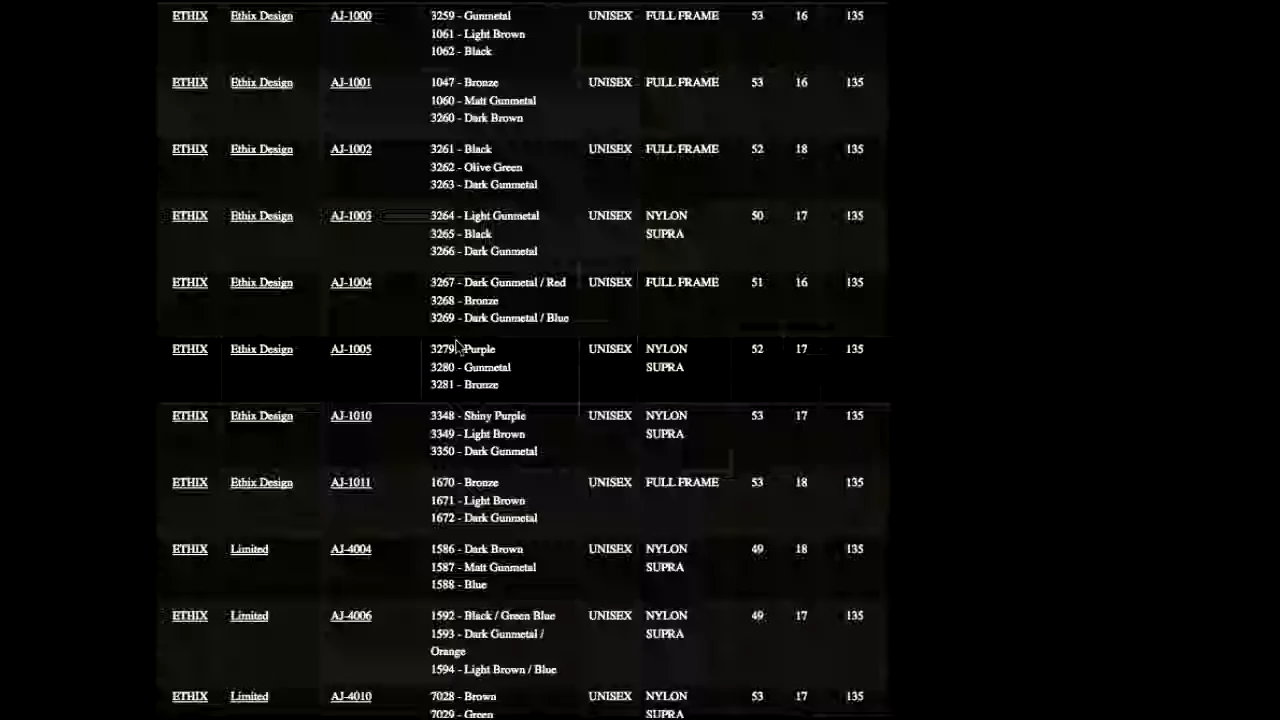 ETHIX Ethix Design AJ-1000 3259 - Gunmetal UNISEX FULL FRAME 53 16 135
1061 - Light Brown
1062 - Black
ETHIX Ethix Design AJ-1001 1047 - Bronze UNISEX FULL FRAME 53 16 135
1060 - Matt Gunmetal
3260 - Dark Brown
ETHIX Ethix Design AJ-1002 3261 - Black UNISEX FULL FRAME 52 18 135
3262 - Olive Green
3263 - Dark Gunmetal
ETHIX Ethix Design AJ-1003 3264 - Light Gunmetal UNISEX NYLON 50 17 135
3265 - Black SUPRA
3266 - Dark Gunmetal
ETHIX Ethix Design AJ-1004 3267 - Dark Gunmetal / Red UNISEX FULL FRAME 51 16 135
3268 - Bronze
3269 - Dark Gunmetal / Blue
ETHIX Ethix Design AJ-1005 3279 - Purple UNISEX NYLON 52 17 135
3280 - Gunmetal SUPRA
3281 - Bronze
ETHIX Ethix Design AJ-1010 3348 - Shiny Purple UNISEX NYLON 53 17 135
3349 - Light Brown SUPRA
3350 - Dark Gunmetal
ETHIX Ethix Design AJ-1011 1670 - Bronze UNISEX FULL FRAME 53 18 135
1671 - Light Brown
1672 - Dark Gunmetal
ETHIX Limited AJ-4004 1586 - Dark Brown UNISEX NYLON 49 18 135
1587 - Matt Gunmetal SUPRA
1588 - Blue
ETHIX Limited AJ-4006 1592 - Black / Green Blue UNISEX NYLON 49 17 135
1593 - Dark Gunmetal / SUPRA
Orange
1594 - Light Brown / Blue
ETHIX Limited AJ-4010 7028 - Brown UNISEX NYLON 53 17 135
7029 - Green SUPRA